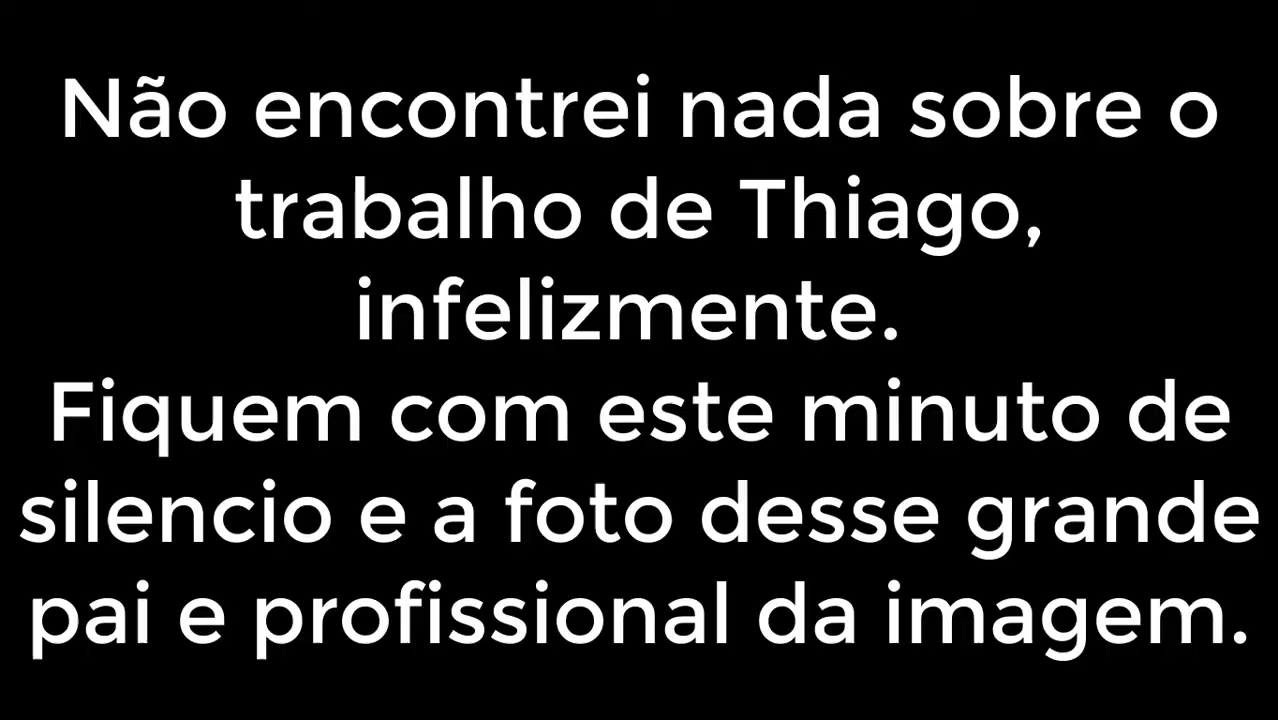 Não encontrei nada sobre o
trabalho de Thiago,
infelizmente.
Fiquem com este minuto de
silencio e a foto desse grande
pai e profissional da imagem.